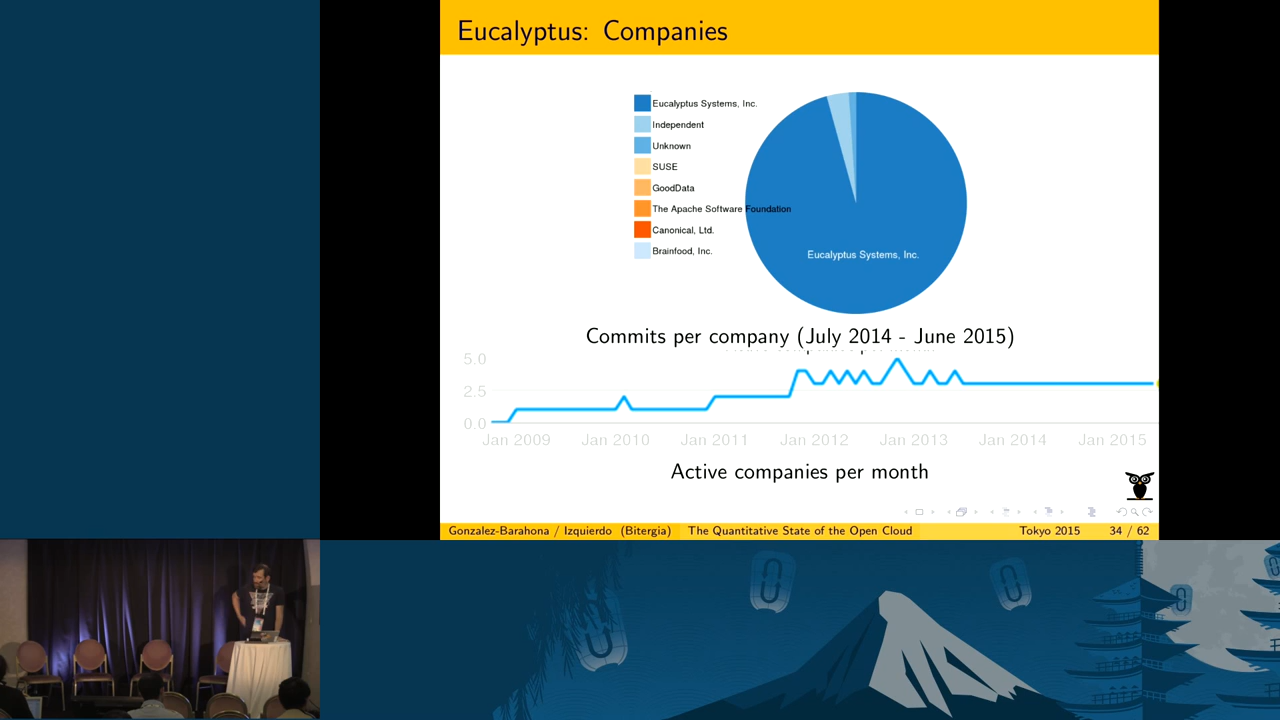 Eucalyptus: Companies
Eucalyptus Systems, Inc.
Independent
Unknown
SUSE
GoodData
The Apache Software Foundation
Canonical, Ltd.
Brainfood, Inc.
Eucalyptus Systems, Inc.
Commits per company (July 2014 - June 2015)
5.0
2.5
0.0
Jan 2009 Jan 2010 Jan 2011 Jan 2012 Jan 2013 Jan 2014 Jan 2015
Active companies per month
Gonzalez-Barahona / Izquierdo (Bitergia) The Quantitative State of the Open Cloud Tokyo 2015 34 / 62